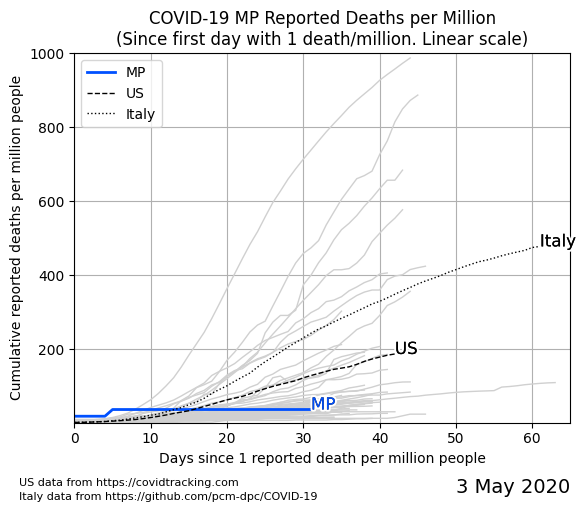 COVID-19 MP Reported Deaths per Million
(Since first day with 1 death/million. Linear scale)
Cumulative reported deaths per million people
1000
800
600
400
200
MP
US
Italy
Italy
US
MP
0
10
20
30
40
50
60
Days since 1 reported death per million people
US data from https://covidtracking.com
Italy data from https://github.com/pcm-dpc/COVID-19
3 May 2020